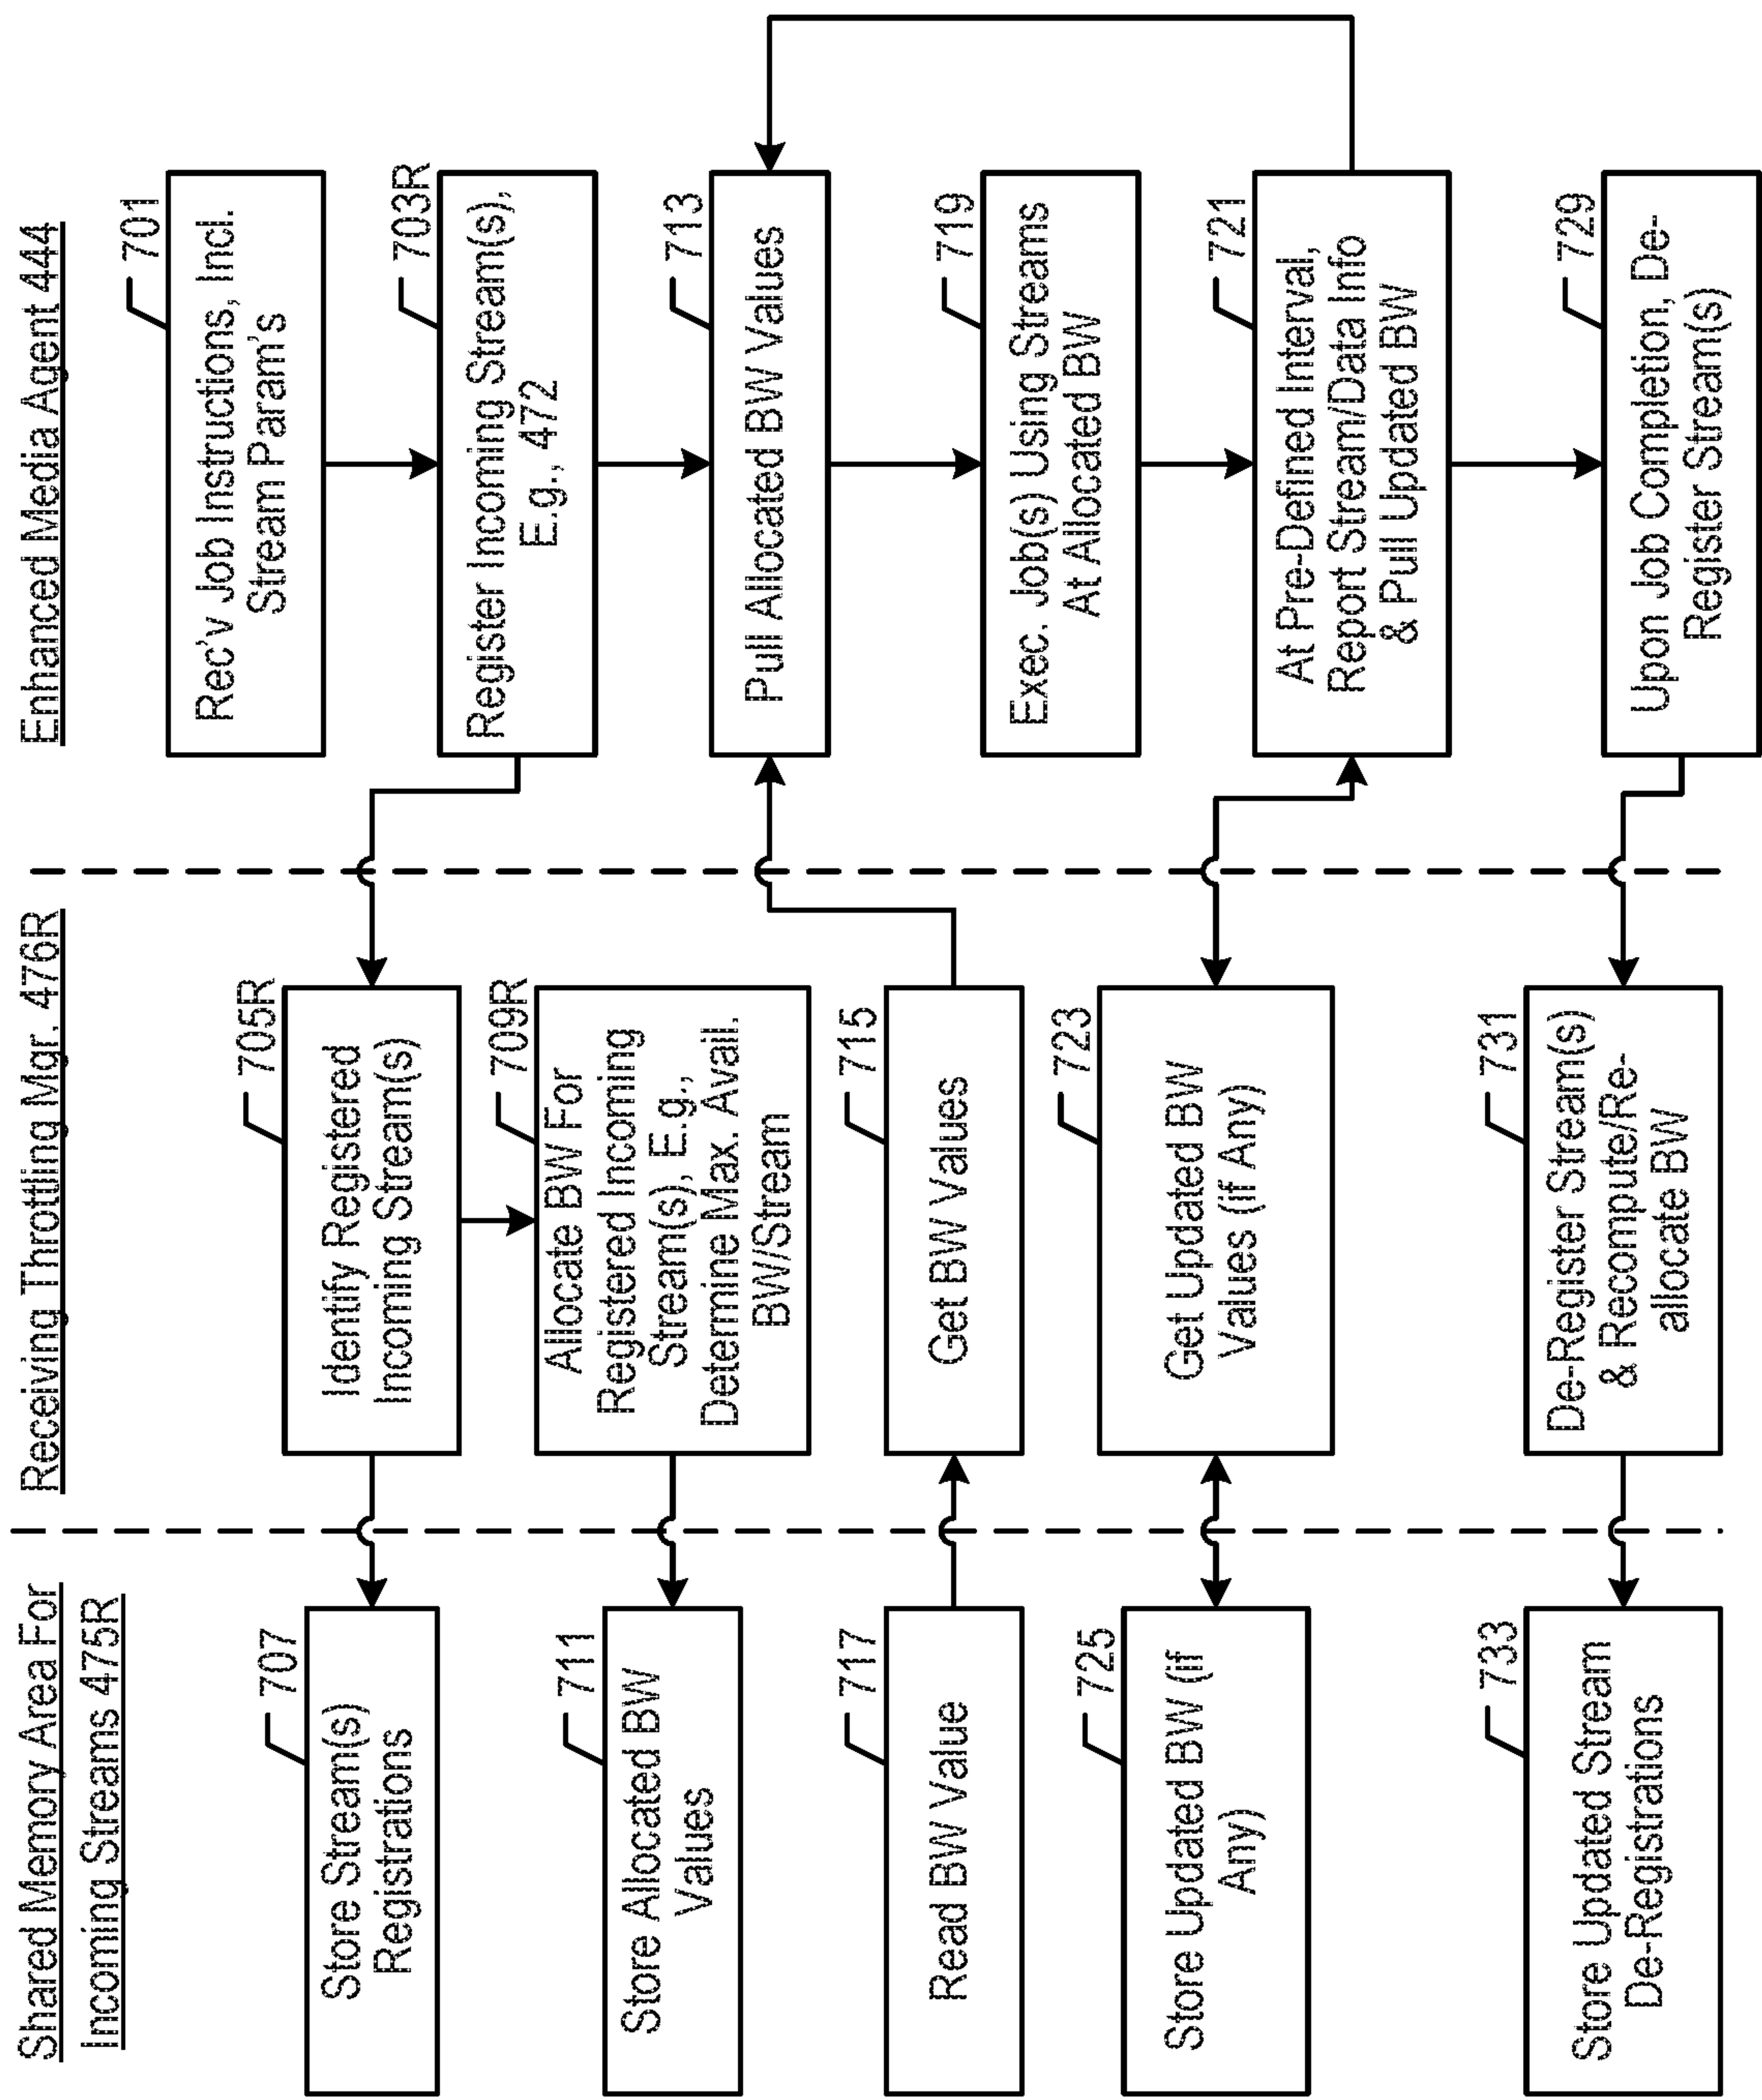 Shared Memory Area For
Incoming Streams 475R
Receiving Throttling Mgr. 476R
Enhanced Media Agent 444
701
Rec'v Job Instructions, Incl.
Stream Param's
703R
Register Incoming Stream(s),
E.g., 472
705R
Identify Registered
Incoming Stream(s)
707
Store Stream(s)
Registrations
709R
Allocate BW For
Registered Incoming
Stream(s), E.g.,
Determine Max. Avail.
BW/Stream
711
Store Allocated BW
Values
713
Pull Allocated BW Values
715
Get BW Values
717
Read BW Value
719
Exec. Job(s) Using Streams
At Allocated BW
721
At Pre-Defined Interval,
Report Stream/Data Info
& Pull Updated BW
723
Get Updated BW
Values (if Any)
725
Store Updated BW (if
Any)
729
Upon Job Completion, De-
Register Stream(s)
731
De-Register Stream(s)
& Recompute/Re-
allocate BW
733
Store Updated Stream
De-Registrations